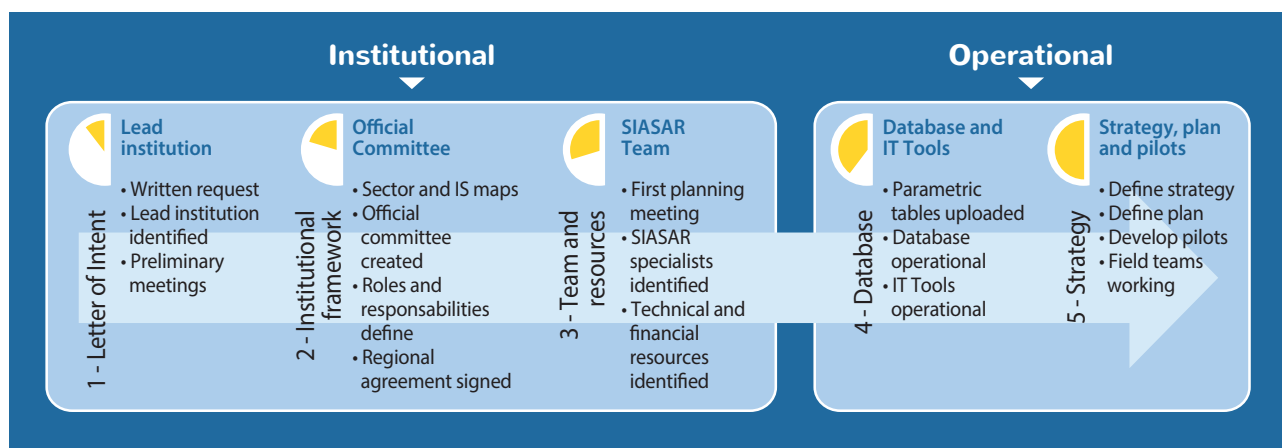 Institutional
Lead
institution
1 - Letter of Intent
• Written request
• Lead institution
identified
• Preliminary
meetings
Official
Committee
2 - Institutional
framework
• Sector and IS maps
• Official
committee
created
• Roles and
responsabilities
define
• Regional
agreement signed
SIASAR
Team
3 - Team and
resources
• First planning
meeting
• SIASAR
specialists
identified
• Technical and
financial
resources
identified
Operational
Database and
IT Tools
4 - Database
• Parametric
tables uploaded
• Database
operational
• IT Tools
operational
Strategy, plan
and pilots
5 - Strategy
• Define strategy
• Define plan
• Develop pilots
• Field teams
working